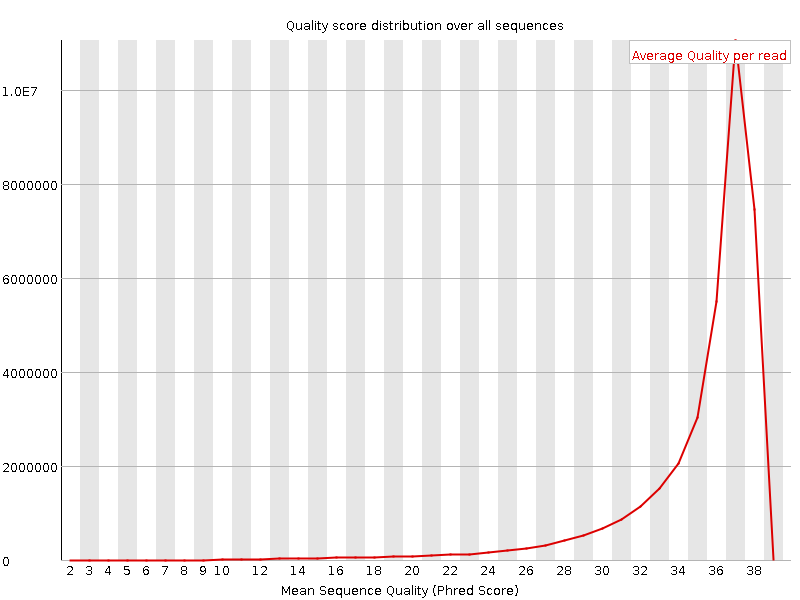 Quality score distribution over all sequences
Average Quality per read
1.0E7
8000000
6000000
4000000
2000000
0
2 3 4 5 6 7 8 9 10 12 14 16 18 20 22 24 26 28 30 32 34 36 38
Mean Sequence Quality (Phred Score)